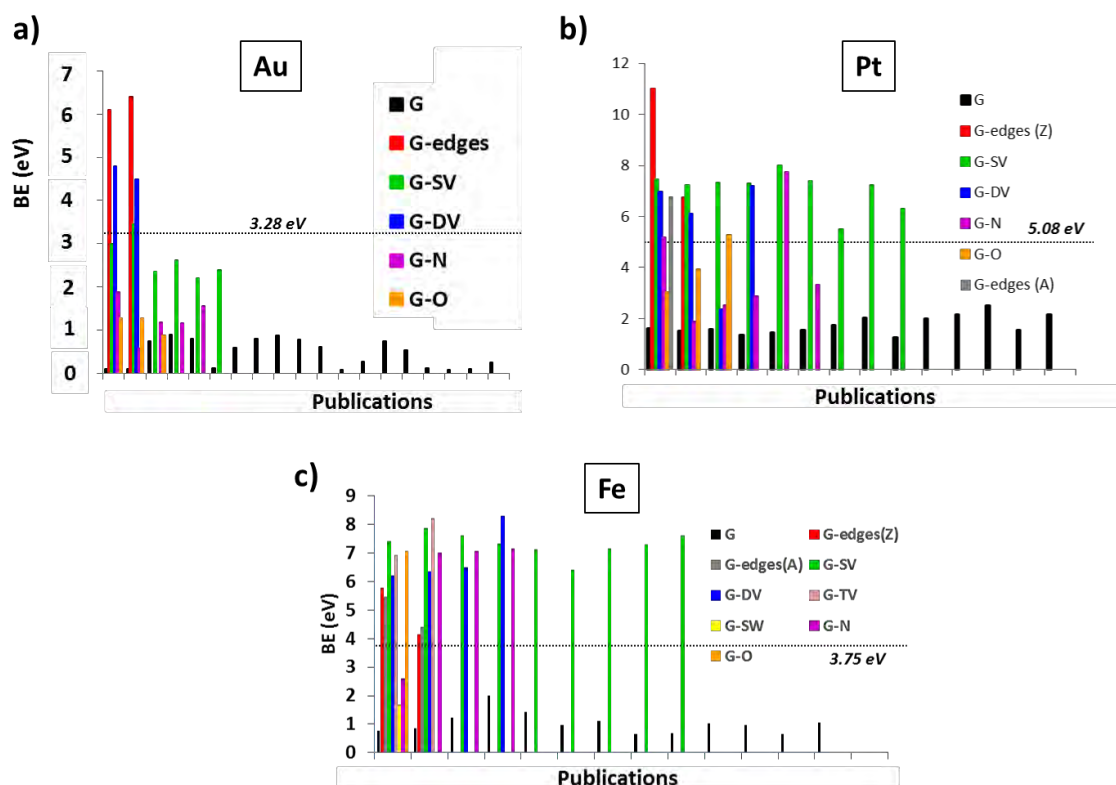 a)
Au
7
6
5
4
3
2
1
0
BE (eV)
3.28 eV
G
G-edges
G-SV
G-DV
G-N
G-O
Publications
b)
Pt
12
10
8
6
4
2
0
5.08 eV
G
G-edges (Z)
G-SV
G-DV
G-N
G-O
G-edges (A)
Publications
c)
Fe
9
8
7
6
5
4
3
2
1
0
BE (eV)
3.75 eV
G
G-edges(Z)
G-edges(A)
G-SV
G-DV
G-TV
G-SW
G-N
G-O
Publications